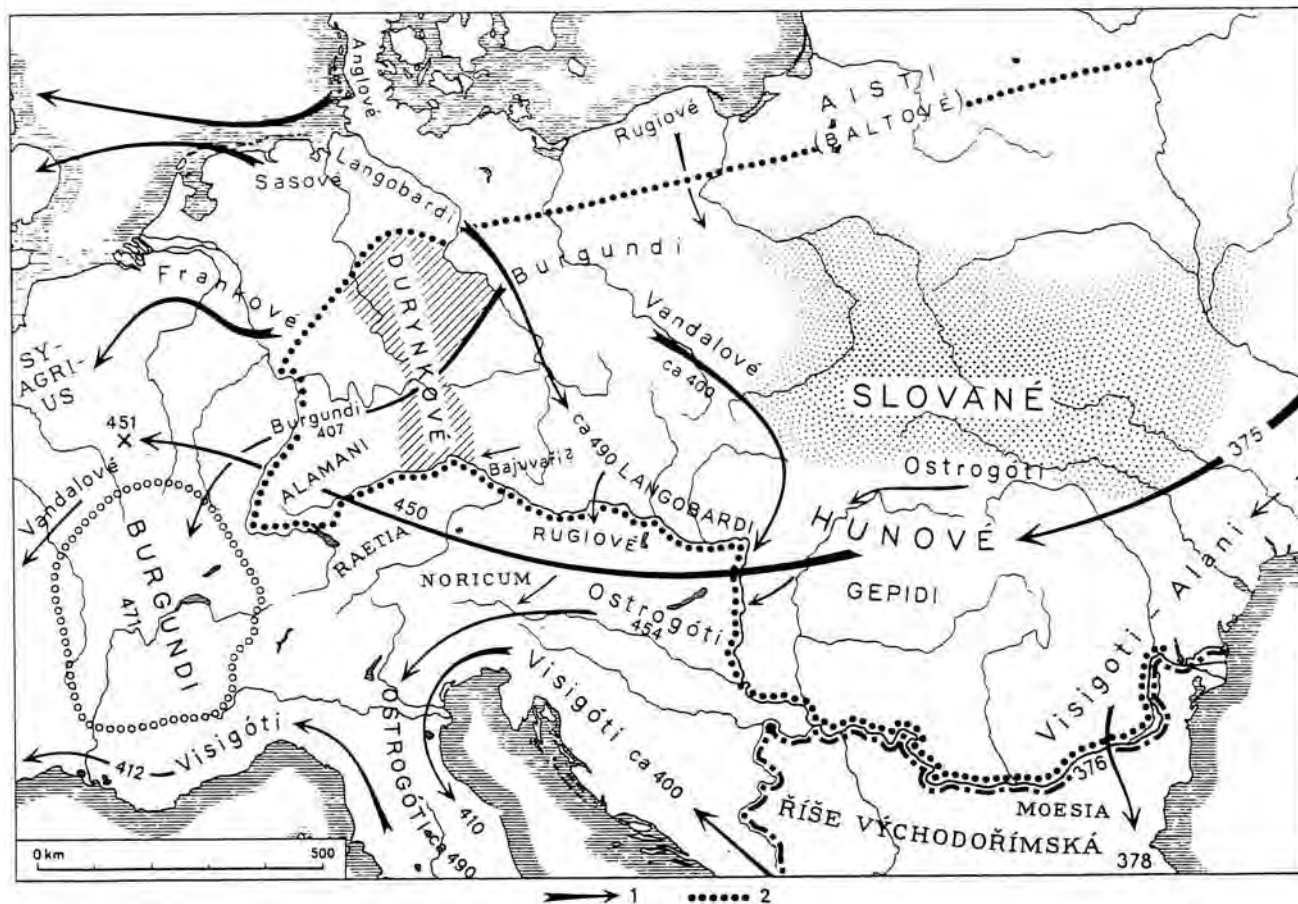 Anglové
AISTI
(BALTOVÉ)
Rugiové
Langobardi
Sasové
Frankové
DURYNKOVÉ
Burgundi
Vandalové
ca 400
SLOVANÉ
SY-
AGRI-
US
451
Burgundi
407
ALAMANI
Bajuvaři?
ca 490
LANGOBARDI
375
Ostrogóti
Vandalové
HUNOVÉ
450
RUGIOVÉ
RAETIA
BURGUNDI
471
NORICUM
Ostrogóti
454
GEPIDI
Visigoti - Alani
OSTROGÓTI ca 490
Visigóti ca 400
412
Visigóti
410
376
MOESIA
ŘÍŠE VÝCHODOŘÍMSKÁ
378
0 km 500
1 2